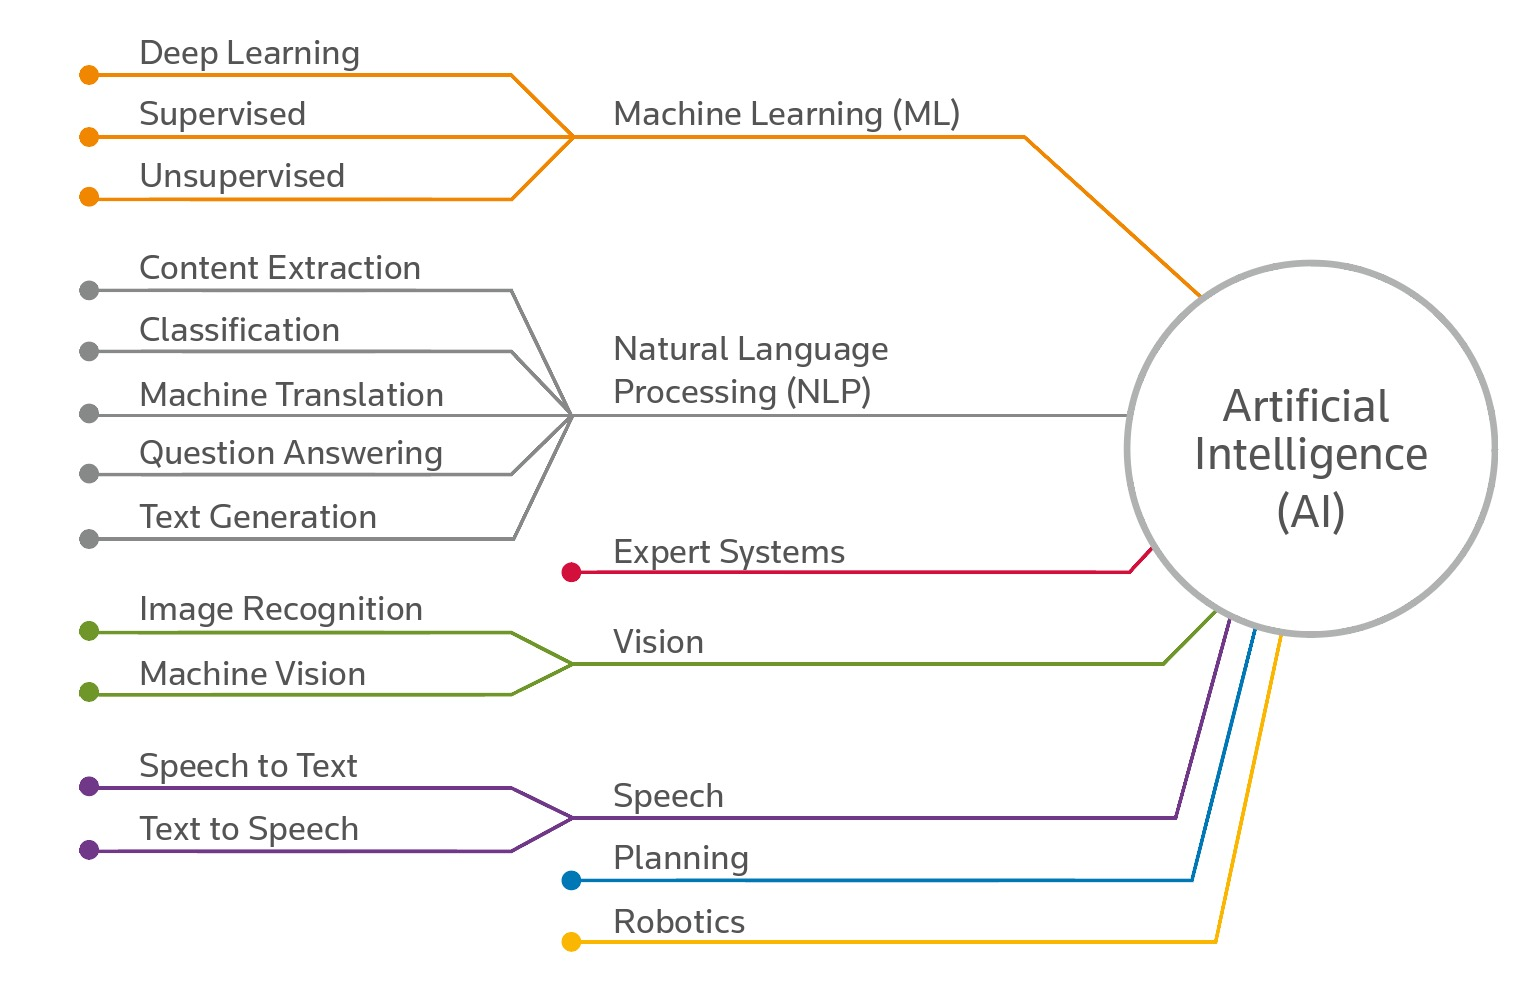 Deep Learning
Supervised
Unsupervised
Machine Learning (ML)
Content Extraction
Classification
Machine Translation
Question Answering
Text Generation
Natural Language
Processing (NLP)
Expert Systems
Image Recognition
Machine Vision
Vision
Speech to Text
Text to Speech
Speech
Planning
Robotics
Artificial
Intelligence
(AI)